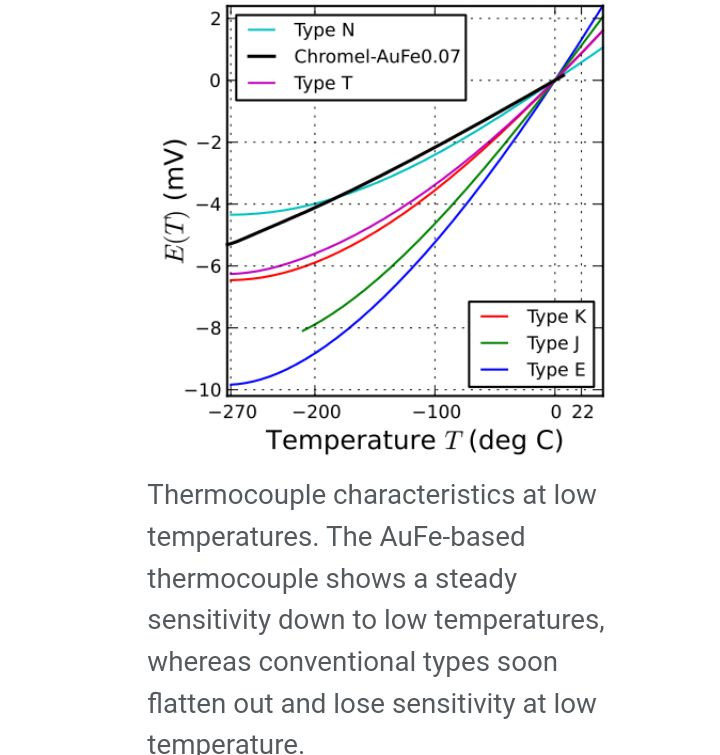 Type N
Chromel-AuFe0.07
Type T
2
0
−2
−4
−6
−8
−10
E(T) (mV)
Type K
Type J
Type E
−270 −200 −100 0 22
Temperature T (deg C)
Thermocouple characteristics at low
temperatures. The AuFe-based
thermocouple shows a steady
sensitivity down to low temperatures,
whereas conventional types soon
flatten out and lose sensitivity at low
temperature.